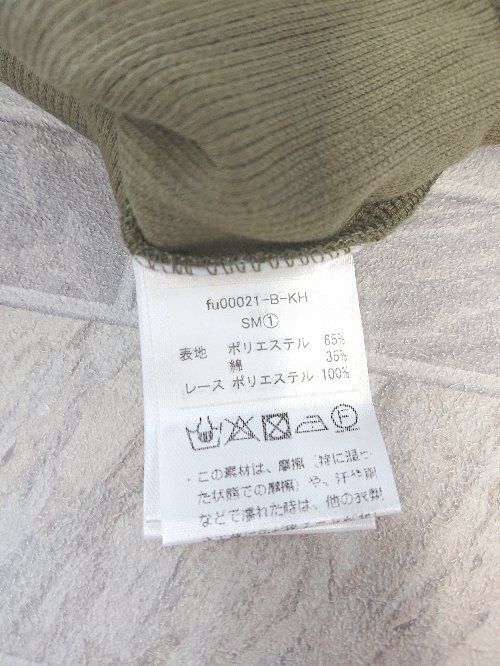 fu00021-B-KH
SM①
表地 ポリエステル 65%
綿 35%
レース ポリエステル 100%
F
・この素材は、摩擦（特に湿っ
た状態での摩擦）や、汗や雨
などで濡れた時は、他の衣類